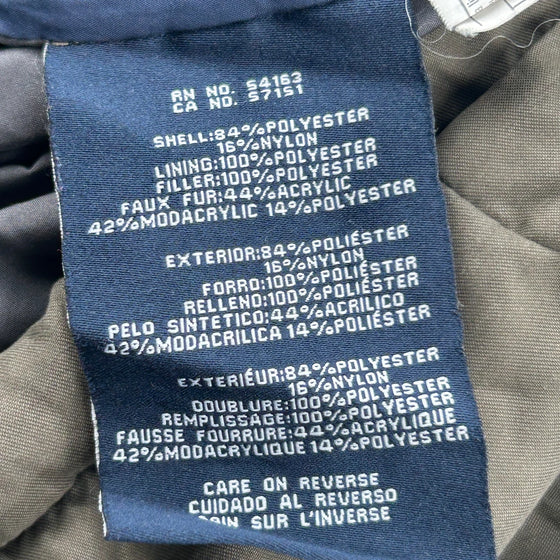 RN NO. 54163
CA NO. 57151
SHELL:84%POLYESTER
16%NYLON
LINING:100%POLYESTER
FILLER:100%POLYESTER
FAUX FUR:44%ACRYLIC
42%MODACRYLIC 14%POLYESTER
EXTERIOR:84%POLIÉSTER
16%NYLON
FORRO:100%POLIÉSTER
RELLENO:100%POLIÉSTER
PELO SINTETICO:44%ACRILICO
42%MODACRILICA 14%POLIÉSTER
EXTERIÉUR:84%POLYESTER
16%NYLON
DOUBLURE:100%POLYESTER
REMPLISSAGE:100%POLYESTER
FAUSSE FOURRURE:44%ACRYLIQUE
42%MODACRYLIQUE 14%POLYESTER
CARE ON REVERSE
CUIDADO AL REVERSO
SOIN SUR L'INVERSE